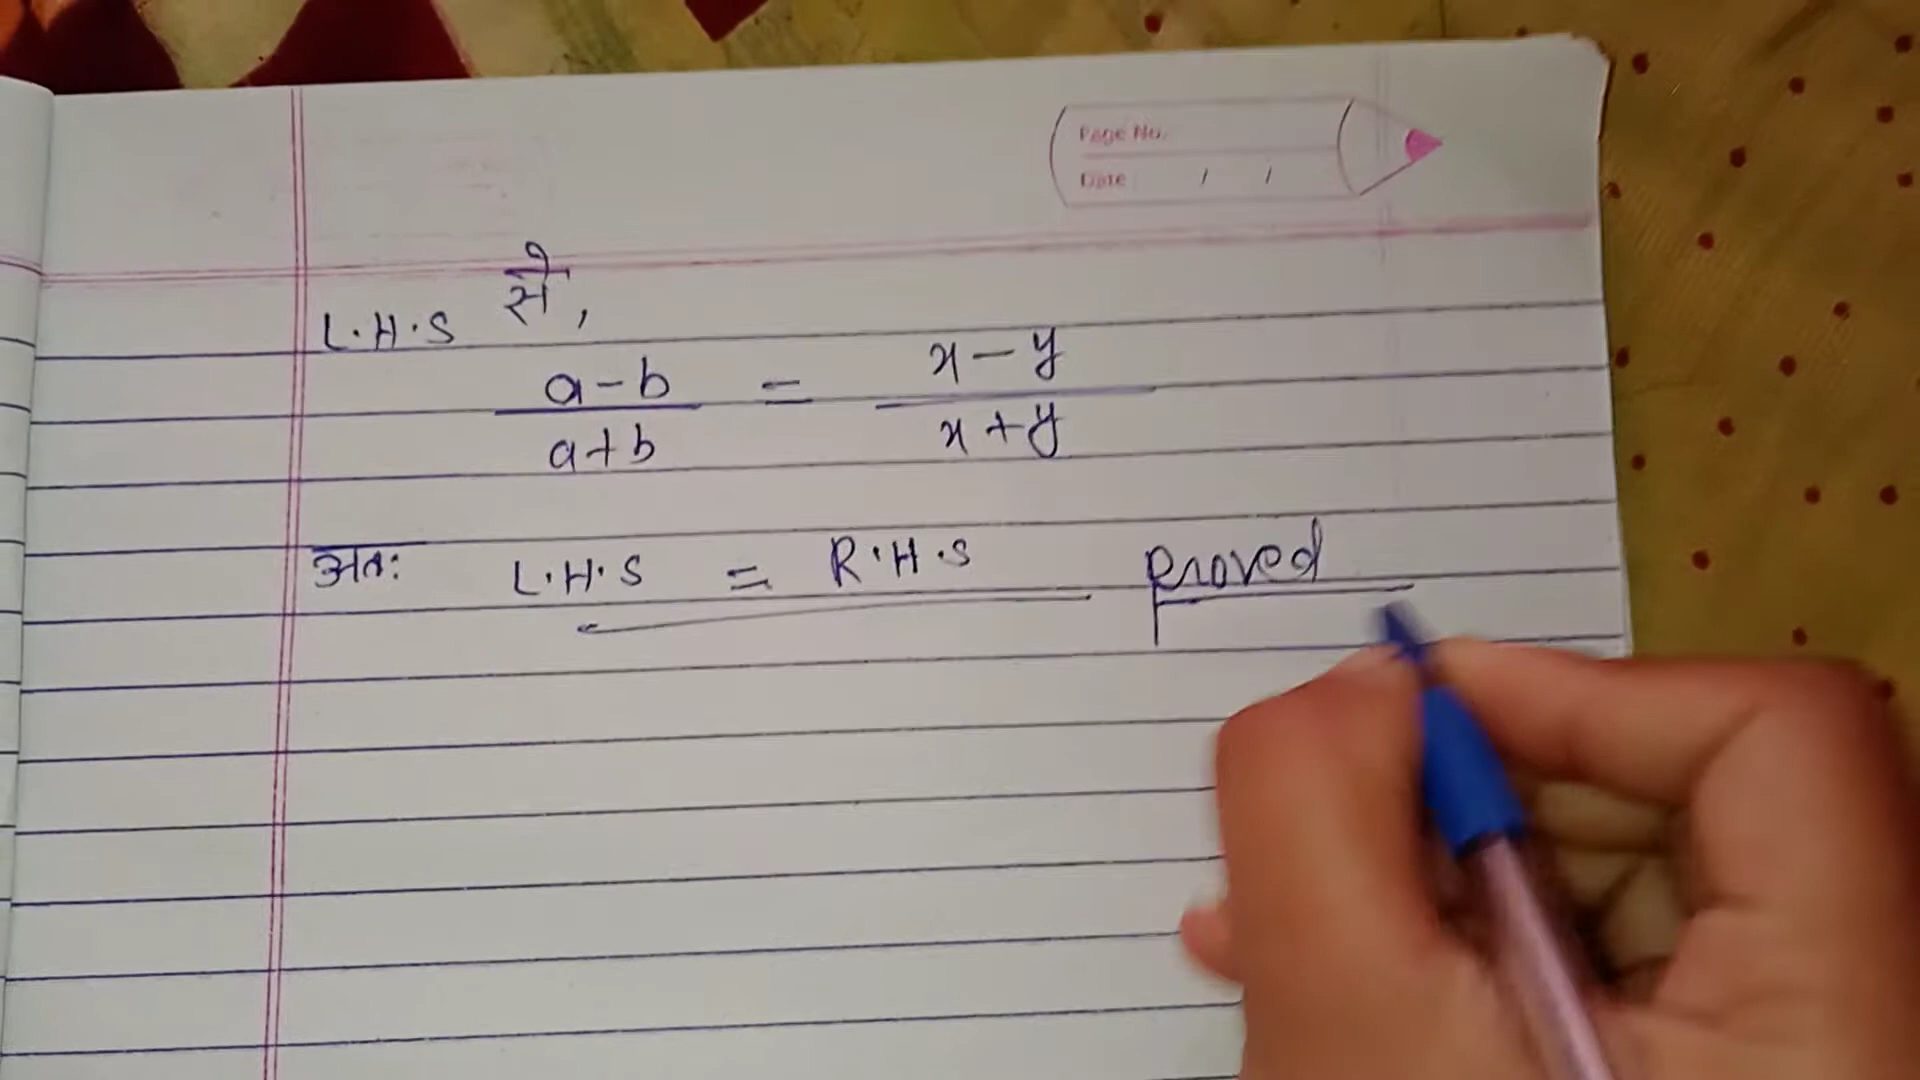 Page No.
Date / /
L.H.S से,
a-b / a+b = x-y / x+y
अतः L.H.S = R.H.S Proved